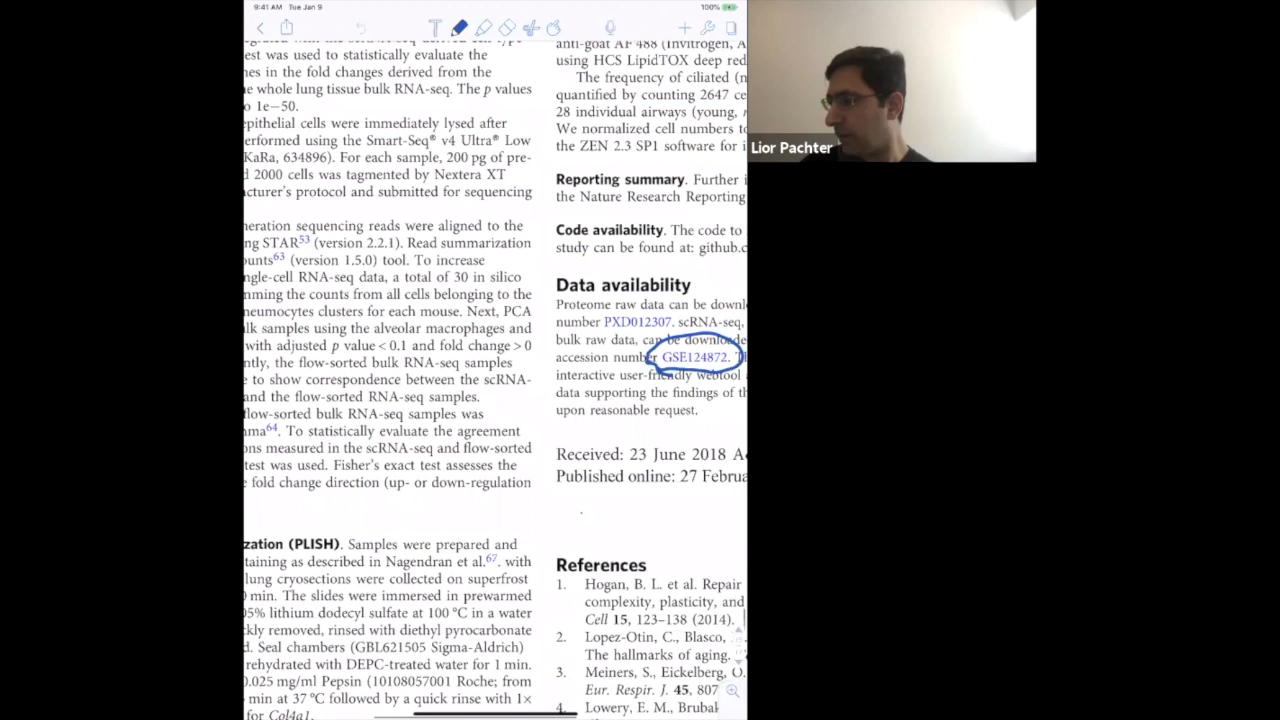 9:41 AM Tue Jan 9
100%
est was used to statistically evaluate the
es in the fold changes derived from the
e whole lung tissue bulk RNA-seq. The p values
o 1e−50.
epithelial cells were immediately lysed after
erformed using the Smart-Seq® v4 Ultra® Low
KaRa, 634896). For each sample, 200 pg of pre-
d 2000 cells was tagmented by Nextera XT
cturer's protocol and submitted for sequencing
neration sequencing reads were aligned to the
ng STAR53 (version 2.2.1). Read summarization
ounts63 (version 1.5.0) tool. To increase
ngle-cell RNA-seq data, a total of 30 in silico
mming the counts from all cells belonging to the
neumocytes clusters for each mouse. Next, PCA
lk samples using the alveolar macrophages and
with adjusted p value < 0.1 and fold change > 0
ntly, the flow-sorted bulk RNA-seq samples
e to show correspondence between the scRNA-
and the flow-sorted RNA-seq samples.
flow-sorted bulk RNA-seq samples was
ma64. To statistically evaluate the agreement
ons measured in the scRNA-seq and flow-sorted
test was used. Fisher's exact test assesses the
e fold change direction (up- or down-regulation
zation (PLISH). Samples were prepared and
taining as described in Nagendran et al.67. with
lung cryosections were collected on superfrost
0 min. The slides were immersed in prewarmed
05% lithium dodecyl sulfate at 100 °C in a water
ckly removed, rinsed with diethyl pyrocarbonate
d. Seal chambers (GBL621505 Sigma-Aldrich)
rehydrated with DEPC-treated water for 1 min.
0.025 mg/ml Pepsin (10108057001 Roche; from
min at 37 °C followed by a quick rinse with 1×
for Col4a1.
anti-goat AF 488 (Invitrogen, A
using HCS LipidTOX deep red
The frequency of ciliated (n
quantified by counting 2647 ce
28 individual airways (young, n
We normalized cell numbers to
the ZEN 2.3 SP1 software for i
Reporting summary. Further i
the Nature Research Reporting
Code availability. The code to
study can be found at: github.c
Data availability
Proteome raw data can be downl
number PXD012307. scRNA-seq,
bulk raw data, can be downloade
accession number GSE124872. T
interactive user-friendly webtool
data supporting the findings of th
upon reasonable request.
Received: 23 June 2018 A
Published online: 27 Februa
References
1. Hogan, B. L. et al. Repair
complexity, plasticity, and
Cell 15, 123–138 (2014).
2. Lopez-Otin, C., Blasco,
The hallmarks of aging.
3. Meiners, S., Eickelberg, O.
Eur. Respir. J. 45, 807
4. Lowery, E. M., Brubak
Lior Pachter